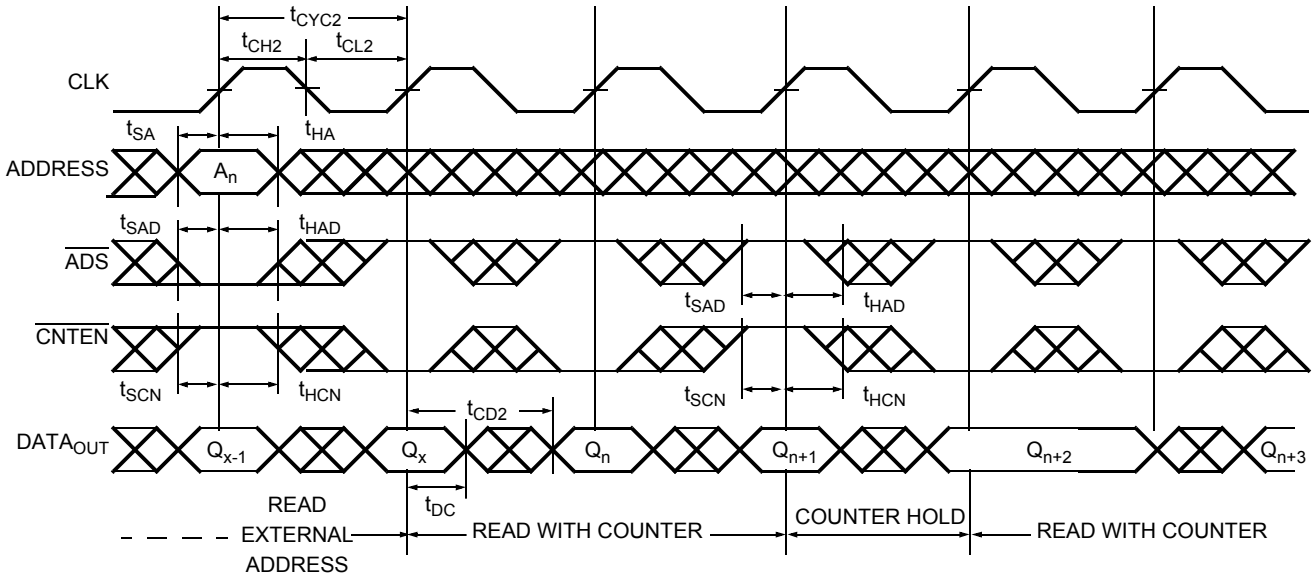 tCYC2
tCH2
tCL2
CLK
tSA
tHA
ADDRESS
An
tSAD
tHAD
ADS
tSAD
tHAD
CNTEN
tSCN
tHCN
tSCN
tHCN
tCD2
DATAOUT
Qx-1
Qx
Qn
Qn+1
Qn+2
Qn+3
tDC
READ
EXTERNAL
ADDRESS
READ WITH COUNTER
COUNTER HOLD
READ WITH COUNTER